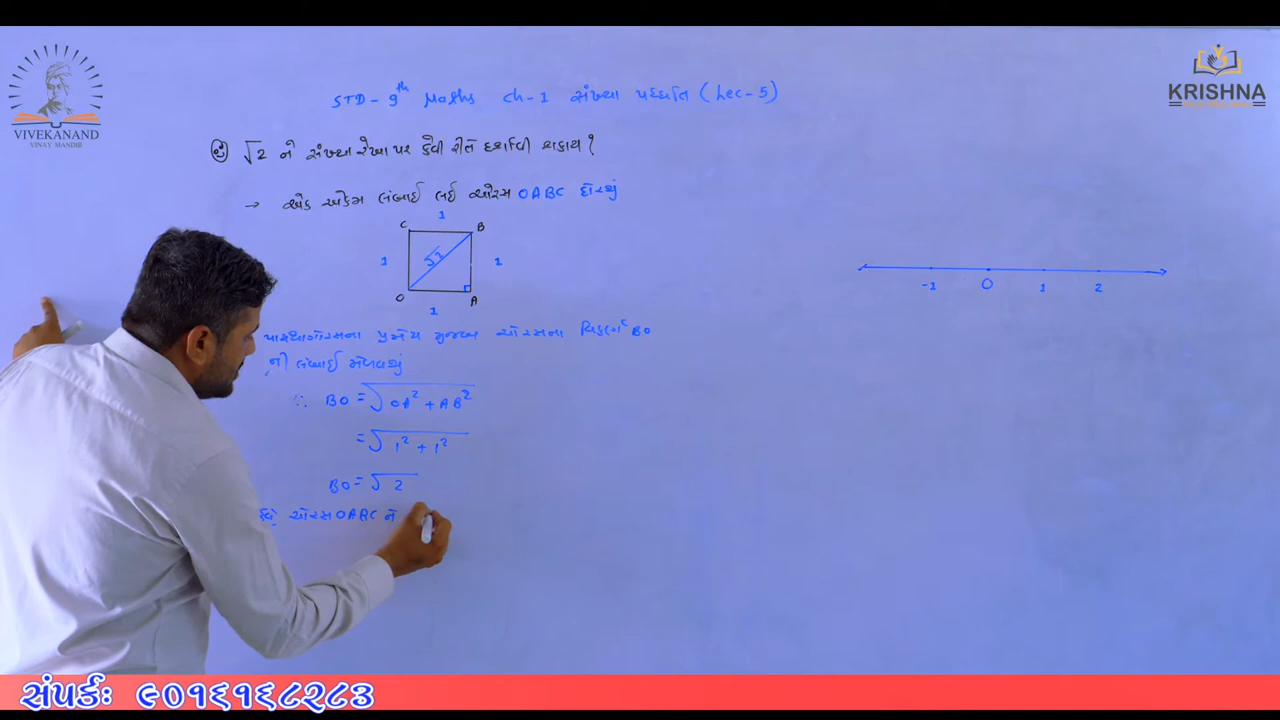 VIVEKANAND
VINAY MANDIR
KRISHNA
STD - 9th Maths ch-1 સંખ્યા પદ્ધતિ (Lec-5)
√2 ને સંખ્યા રેખા પર કેવી રીતે દર્શાવી શકાય ?
→ એક એકમ લંબાઈ લઈ ચોરસ OABC દોરશું
1
C B
1 √2 1
O A
1
-1 0 1 2
પાયથાગોરસના પ્રમેય મુજબ ચોરસના વિકર્ણ BO
ની લંબાઈ મેળવશું
∴ BO = √OA² + AB²
= √1² + 1²
BO = √2
હવે ચોરસ OABC ને
સંપર્કઃ ૯૦૧૬૧૬૮૨૮૩